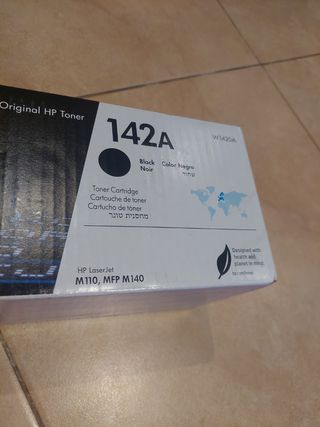 Original HP Toner
142A
W1420A
Black Color Negro
Noir שחור
Toner Cartridge
Cartouche de toner
Cartucho de tóner
מחסנית טונר
HP LaserJet
M110, MFP M140
Designed with
health and
planet in mind.